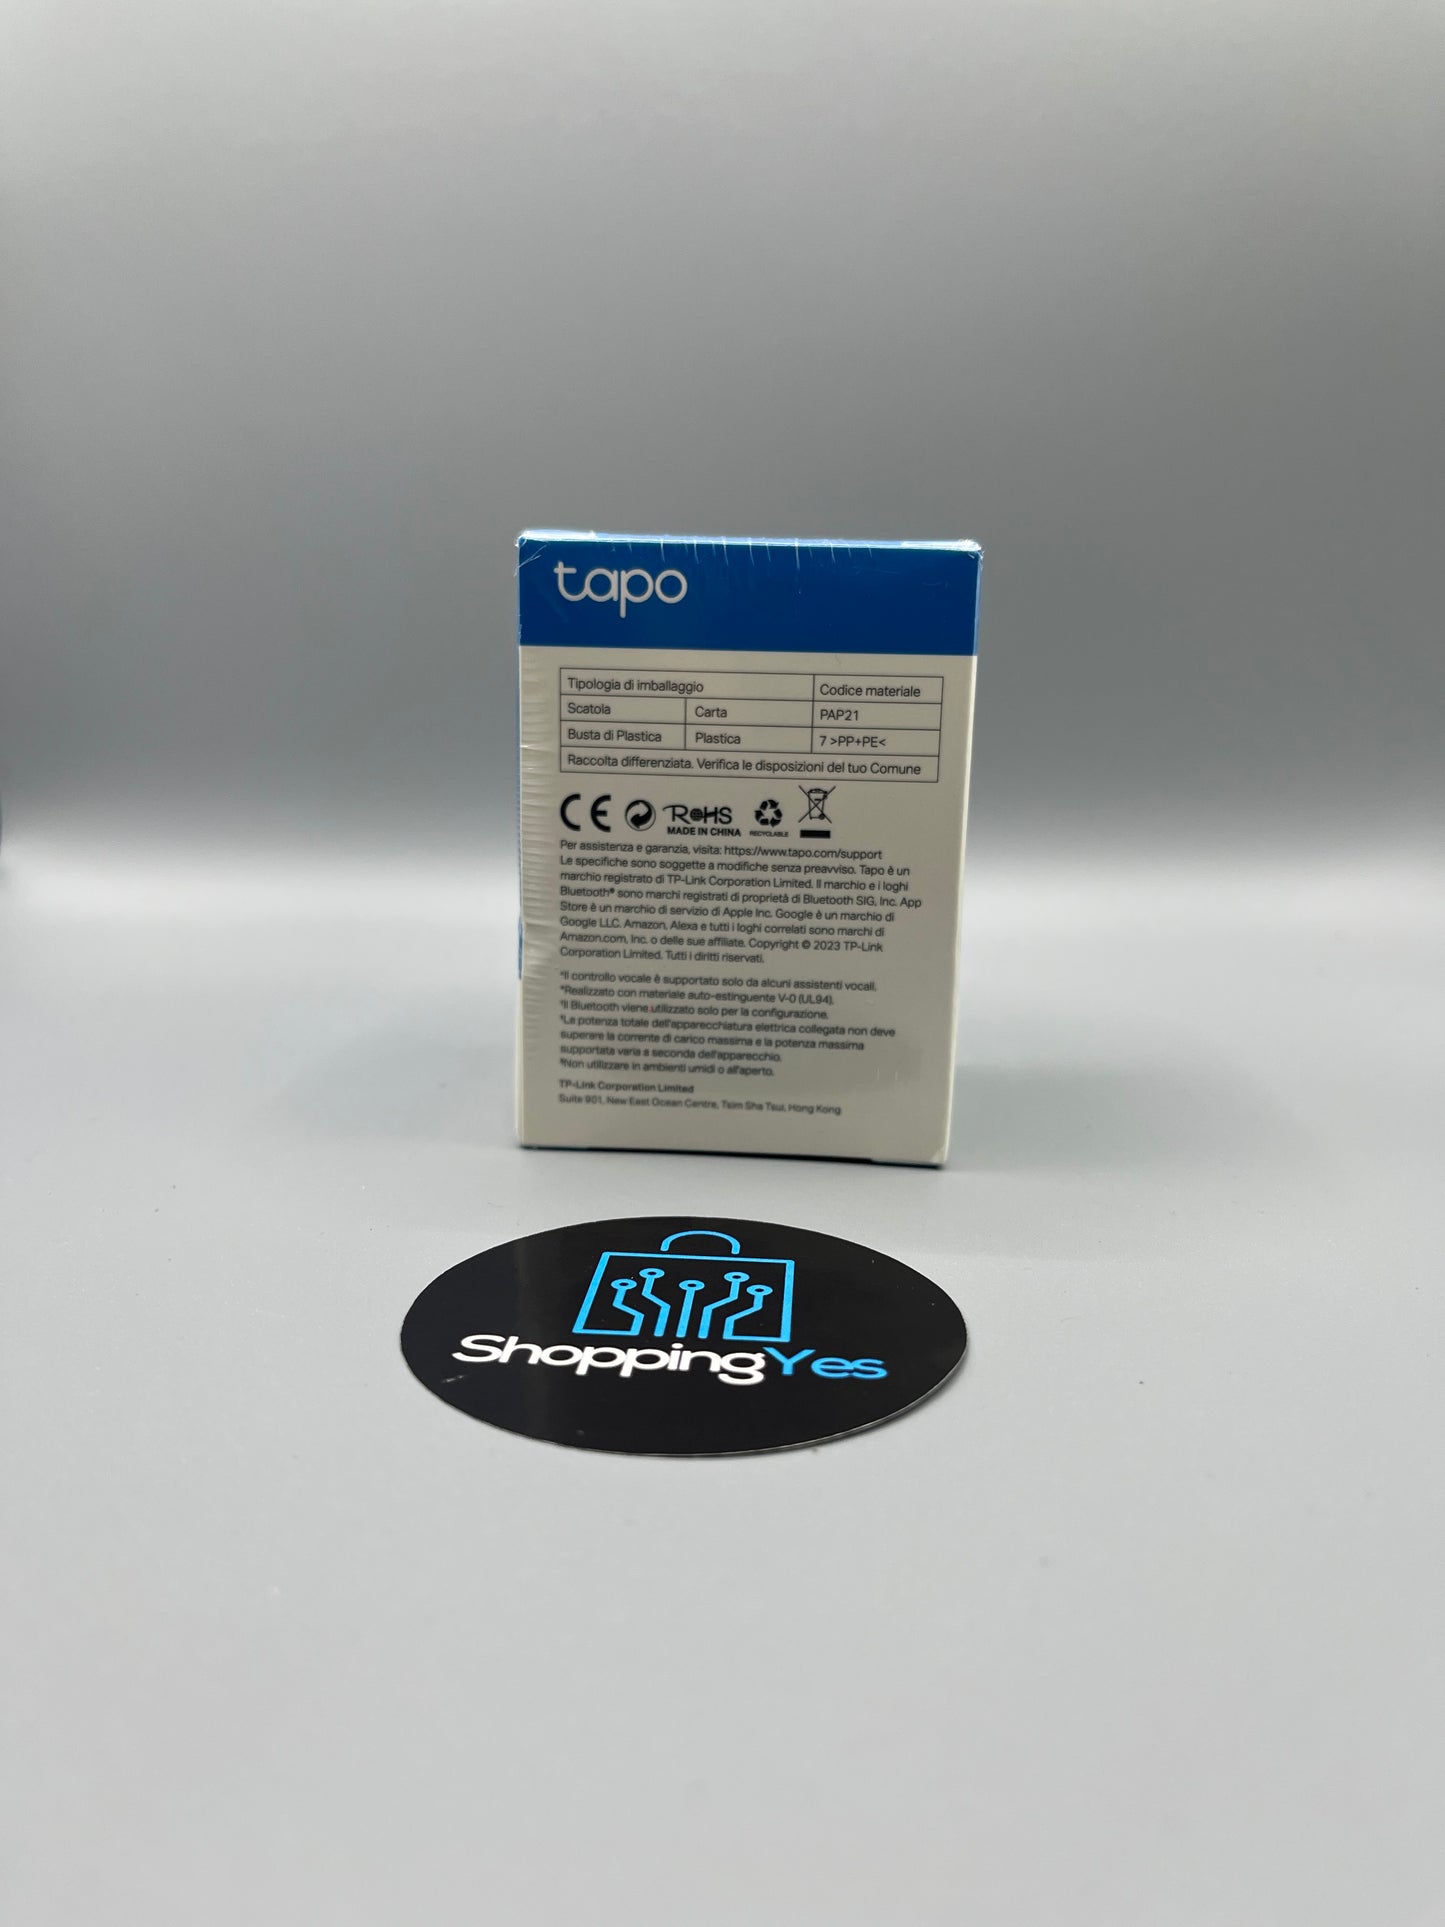 tapo
Tipologia di imballaggio Codice materiale
Scatola Carta PAP21
Busta di Plastica Plastica 7 >PP+PE<
Raccolta differenziata. Verifica le disposizioni del tuo Comune
CE RoHS
MADE IN CHINA RECYCLABLE
Per assistenza e garanzia, visita: https://www.tapo.com/support
Le specifiche sono soggette a modifiche senza preavviso. Tapo è un
marchio registrato di TP-Link Corporation Limited. Il marchio e i loghi
Bluetooth® sono marchi registrati di proprietà di Bluetooth SIG, Inc. App
Store è un marchio di servizio di Apple Inc. Google è un marchio di
Google LLC. Amazon, Alexa e tutti i loghi correlati sono marchi di
Amazon.com, Inc. o delle sue affiliate. Copyright © 2023 TP-Link
Corporation Limited. Tutti i diritti riservati.
Il controllo vocale è supportato solo da alcuni assistenti vocali.
Realizzato con materiale auto-estinguente V-0 (UL94).
Il Bluetooth viene utilizzato solo per la configurazione.
La potenza totale dell'apparecchiatura elettrica collegata non deve
superare la corrente di carico massima e la potenza massima
supportata varia a seconda dell'apparecchio.
Non utilizzare in ambienti umidi o all'aperto.
TP-Link Corporation Limited
Suite 901, New East Ocean Centre, Tsim Sha Tsui, Hong Kong
ShoppingYes